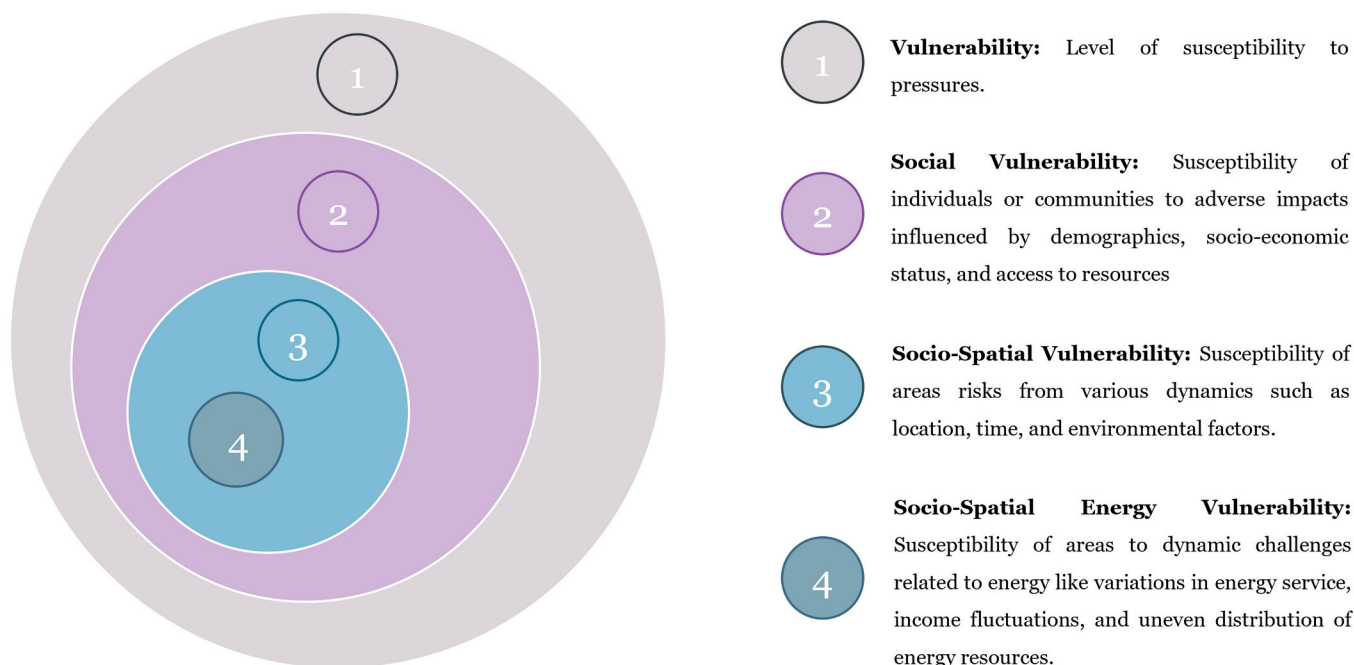 1
2
3
4
1
Vulnerability: Level of susceptibility to
pressures.
2
Social Vulnerability: Susceptibility of
individuals or communities to adverse impacts
influenced by demographics, socio-economic
status, and access to resources
3
Socio-Spatial Vulnerability: Susceptibility of
areas risks from various dynamics such as
location, time, and environmental factors.
4
Socio-Spatial Energy Vulnerability:
Susceptibility of areas to dynamic challenges
related to energy like variations in energy service,
income fluctuations, and uneven distribution of
energy resources.